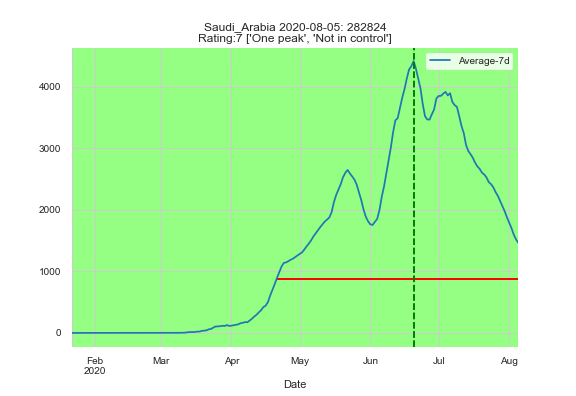 Saudi_Arabia 2020-08-05: 282824
Rating:7 ['One peak', 'Not in control']
Average-7d
4000
3000
2000
1000
0
Feb Mar Apr May Jun Jul Aug
2020
Date